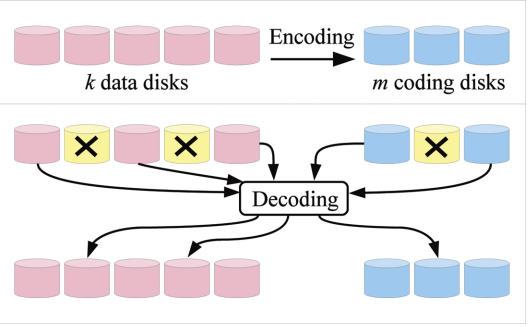 Encoding
k data disks
m coding disks
Decoding